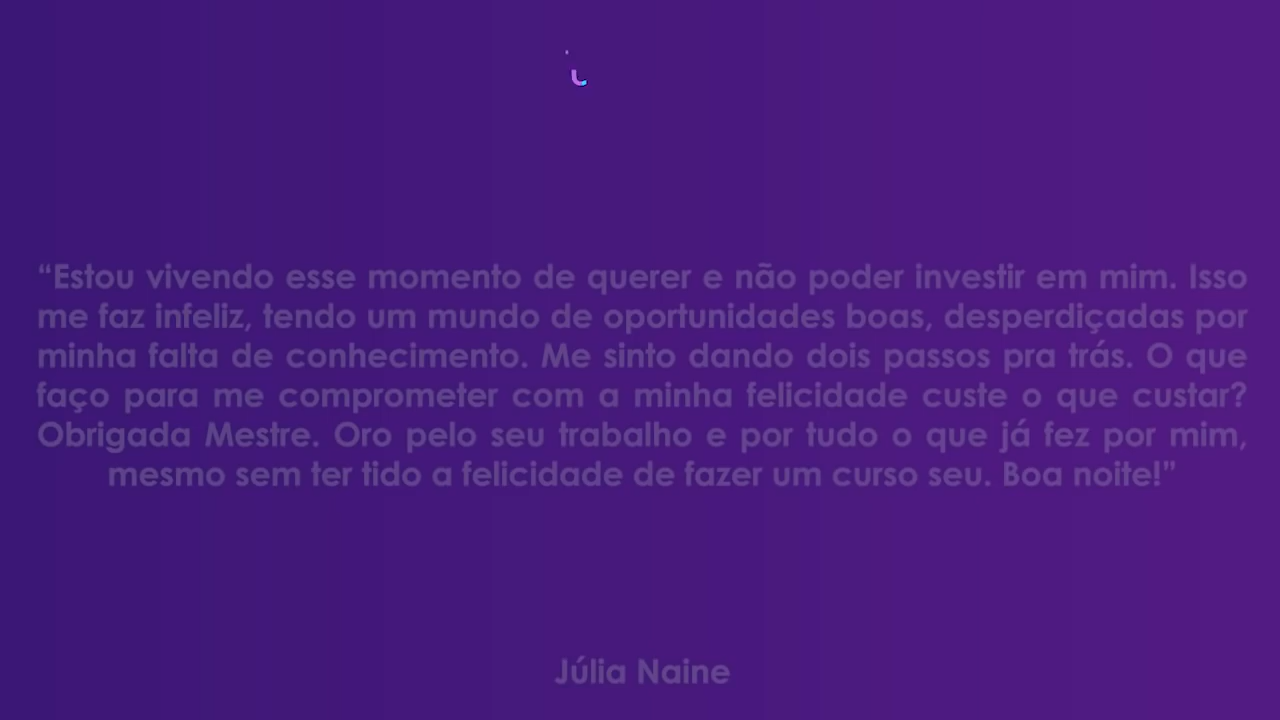 “Estou vivendo esse momento de querer e não poder investir em mim. Isso
me faz infeliz, tendo um mundo de oportunidades boas, desperdiçadas por
minha falta de conhecimento. Me sinto dando dois passos pra trás. O que
faço para me comprometer com a minha felicidade custe o que custar?
Obrigada Mestre. Oro pelo seu trabalho e por tudo o que já fez por mim,
mesmo sem ter tido a felicidade de fazer um curso seu. Boa noite!”
Júlia Naine